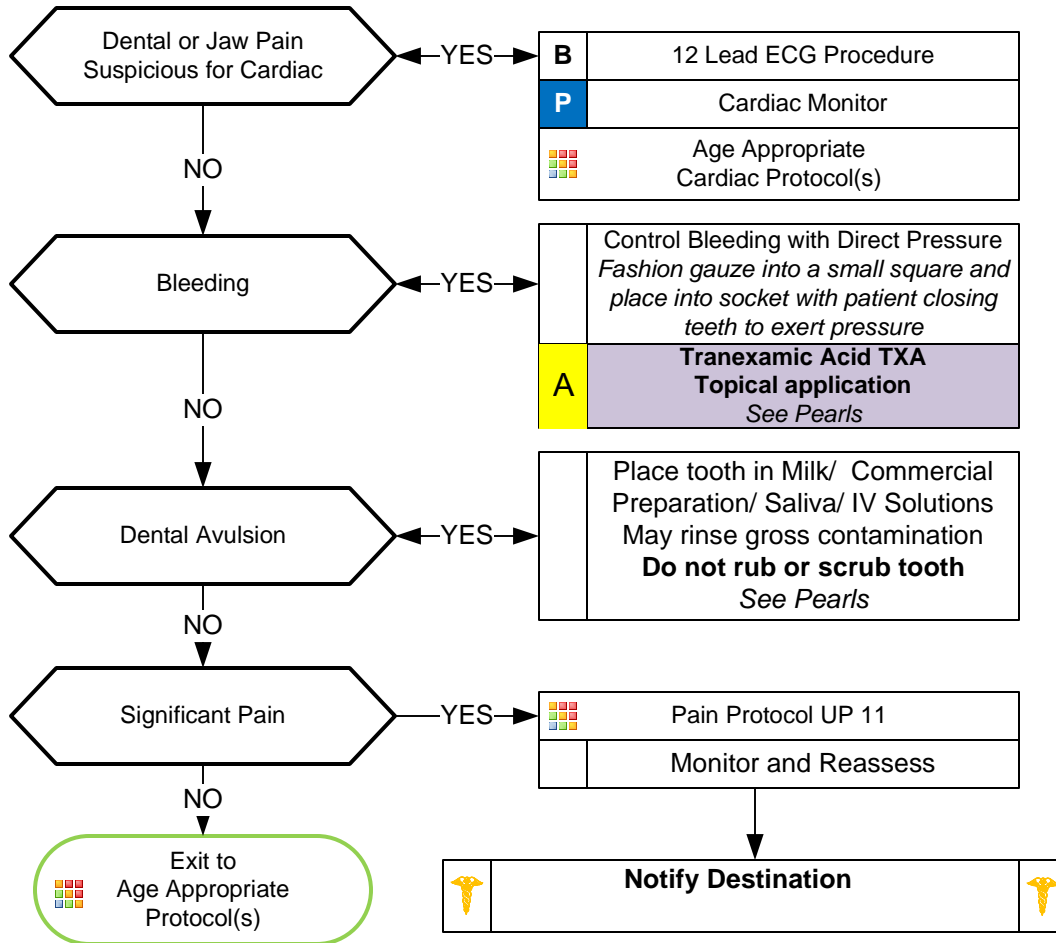 Dental or Jaw Pain
Suspicious for Cardiac
YES
B
12 Lead ECG Procedure
P
Cardiac Monitor
Age Appropriate
Cardiac Protocol(s)
NO
Bleeding
YES
Control Bleeding with Direct Pressure
Fashion gauze into a small square and
place into socket with patient closing
teeth to exert pressure
A
Tranexamic Acid TXA
Topical application
See Pearls
NO
Dental Avulsion
YES
Place tooth in Milk/ Commercial
Preparation/ Saliva/ IV Solutions
May rinse gross contamination
Do not rub or scrub tooth
See Pearls
NO
Significant Pain
YES
Pain Protocol UP 11
Monitor and Reassess
NO
Exit to
Age Appropriate
Protocol(s)
Notify Destination